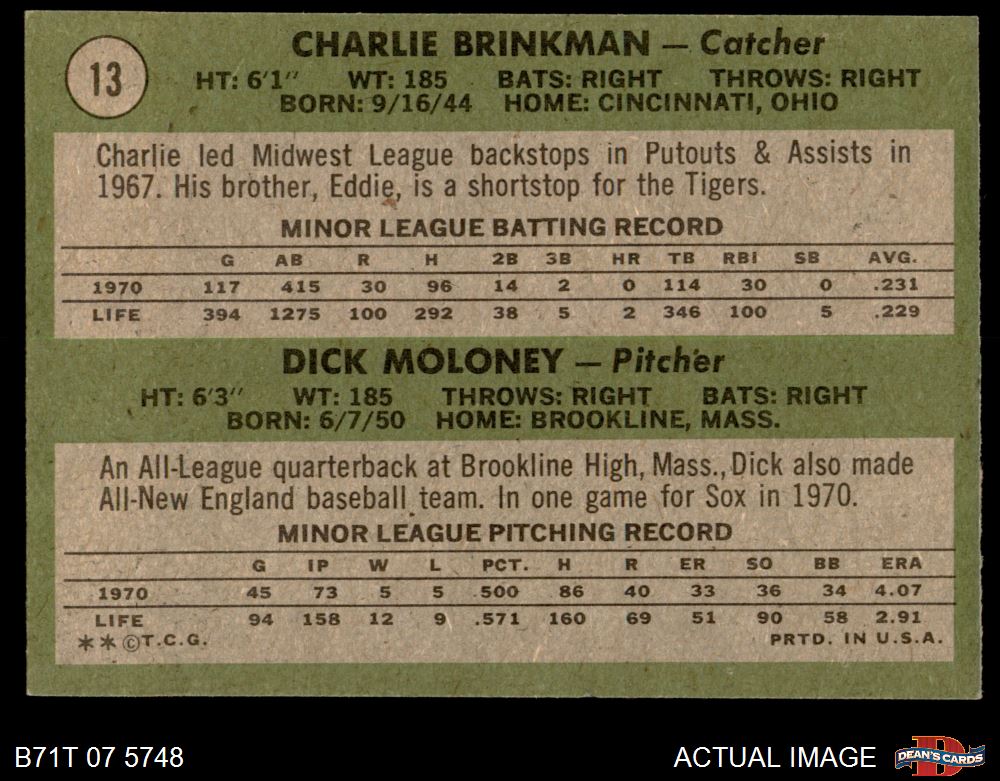 13
CHARLIE BRINKMAN — Catcher
HT: 6'1" WT: 185 BATS: RIGHT THROWS: RIGHT
BORN: 9/16/44 HOME: CINCINNATI, OHIO
Charlie led Midwest League backstops in Putouts & Assists in
1967. His brother, Eddie, is a shortstop for the Tigers.
MINOR LEAGUE BATTING RECORD
G AB R H 2B 3B HR TB RBI SB AVG.
1970 117 415 30 96 14 2 0 114 30 0 .231
LIFE 394 1275 100 292 38 5 2 346 100 5 .229
DICK MOLONEY — Pitcher
HT: 6'3" WT: 185 THROWS: RIGHT BATS: RIGHT
BORN: 6/7/50 HOME: BROOKLINE, MASS.
An All-League quarterback at Brookline High, Mass., Dick also made
All-New England baseball team. In one game for Sox in 1970.
MINOR LEAGUE PITCHING RECORD
G IP W L PCT. H R ER SO BB ERA
1970 45 73 5 5 .500 86 40 33 36 34 4.07
LIFE 94 158 12 9 .571 160 69 51 90 58 2.91
**©T.C.G. PRTD. IN U.S.A.
B71T 07 5748 ACTUAL IMAGE D DEAN'S CARDS